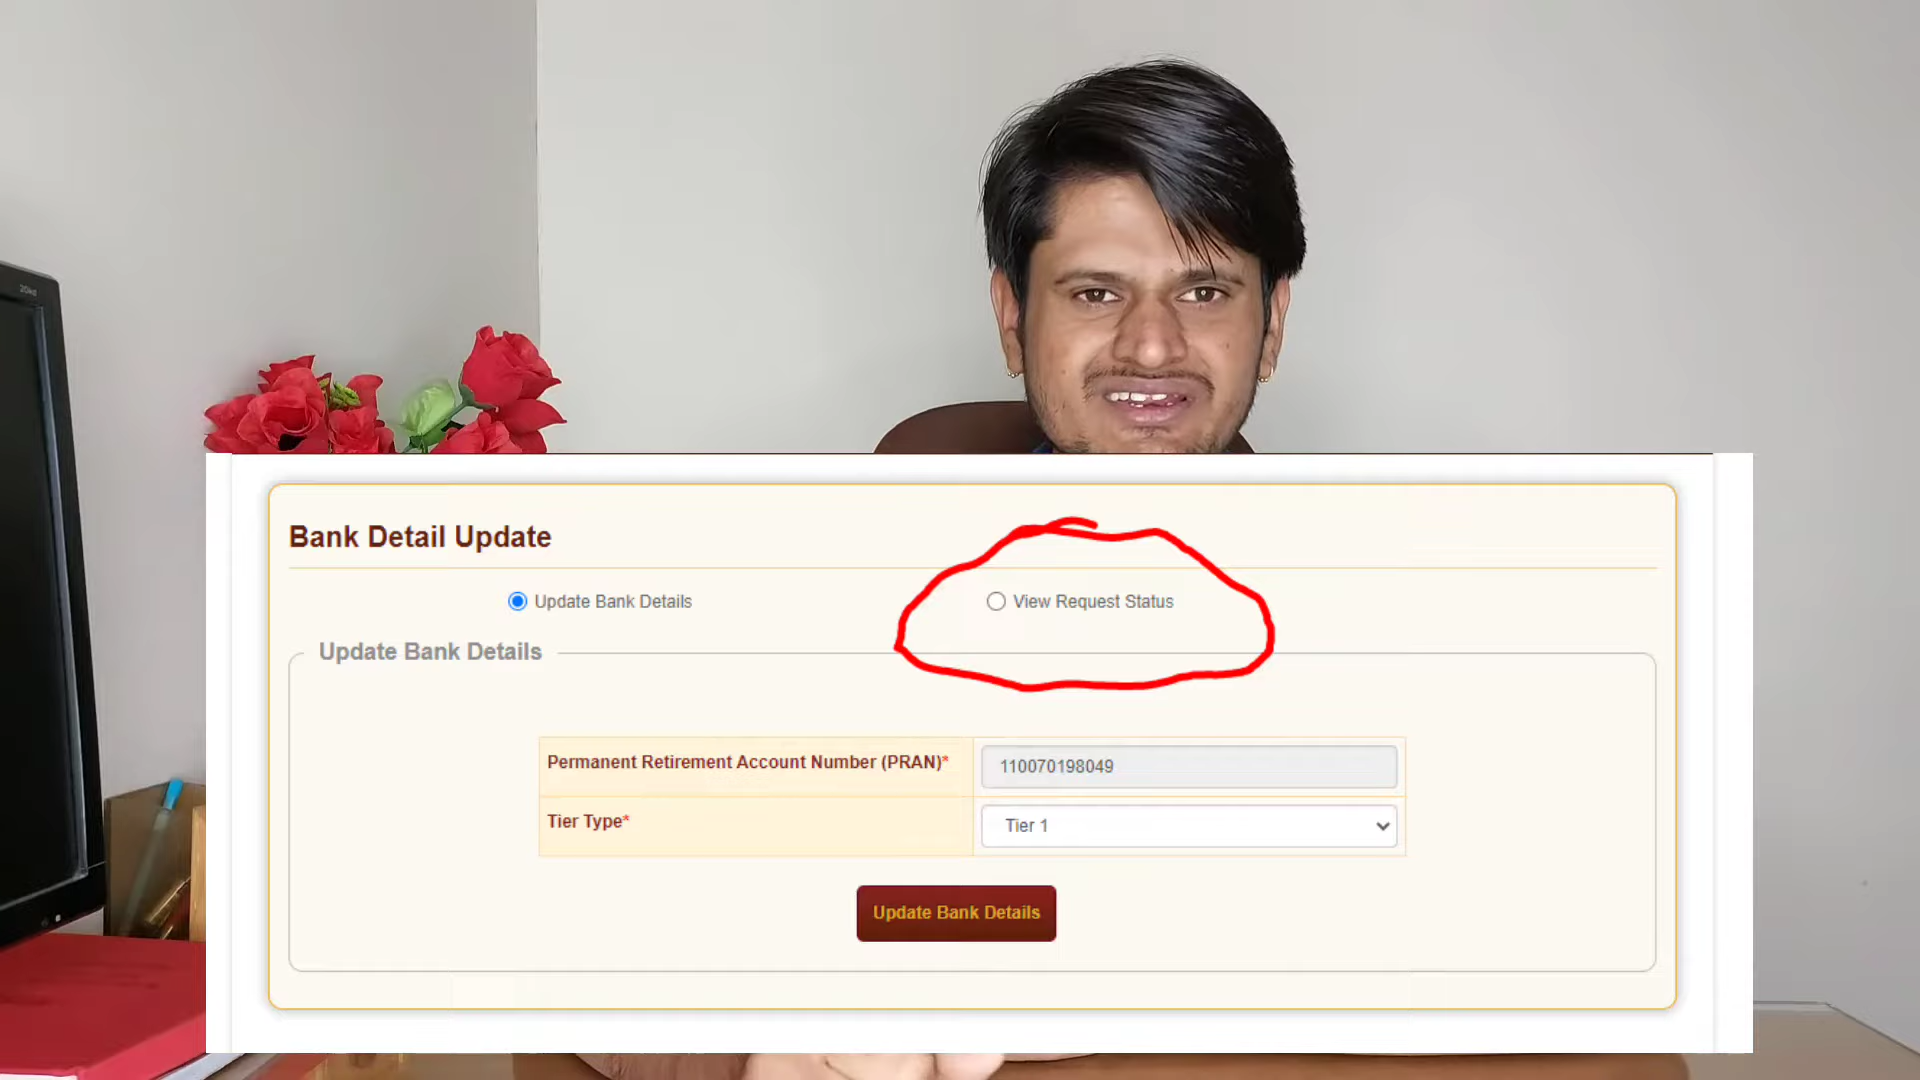 Bank Detail Update
Update Bank Details
View Request Status
Update Bank Details
Permanent Retirement Account Number (PRAN)*
110070198049
Tier Type*
Tier 1
Update Bank Details